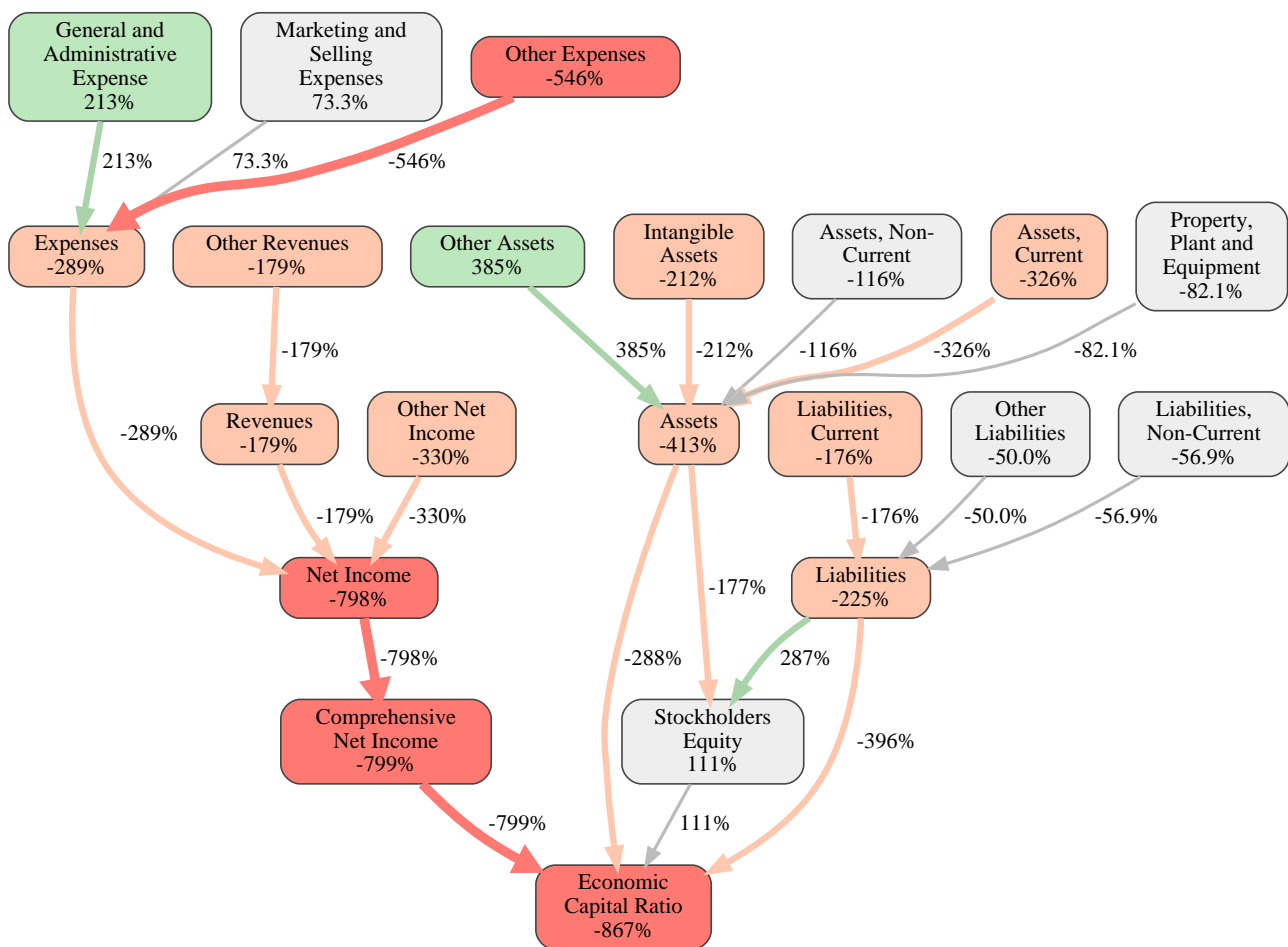 General and
Administrative
Expense
213%
Marketing and
Selling
Expenses
73.3%
Other Expenses
-546%
213%
73.3%
-546%
Expenses
-289%
Other Revenues
-179%
Other Assets
385%
Intangible
Assets
-212%
Assets, Non-
Current
-116%
Assets,
Current
-326%
Property,
Plant and
Equipment
-82.1%
-179%
385%
-212%
-116%
-326%
-82.1%
-289%
Revenues
-179%
Other Net
Income
-330%
Assets
-413%
Liabilities,
Current
-176%
Other
Liabilities
-50.0%
Liabilities,
Non-Current
-56.9%
-179%
-330%
-176%
-50.0%
-56.9%
Net Income
-798%
-177%
Liabilities
-225%
-798%
-288%
287%
Comprehensive
Net Income
-799%
Stockholders
Equity
111%
-396%
-799%
111%
Economic
Capital Ratio
-867%